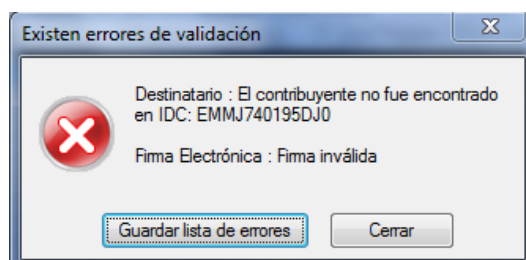 Existen errores de validación
Destinatario : El contribuyente no fue encontrado
en IDC: EMMJ740195DJ0
Firma Electrónica : Firma inválida
Guardar lista de errores
Cerrar